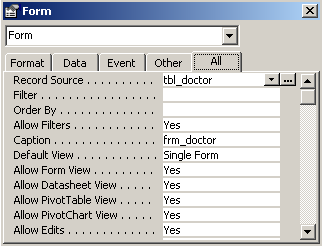 Form
Form
Format Data Event Other All
Record Source . . . . . . . . . . . tbl_doctor ...
Filter . . . . . . . . . . . . . . . . . .
Order By . . . . . . . . . . . . . . .
Allow Filters . . . . . . . . . . . . . Yes
Caption . . . . . . . . . . . . . . . . frm_doctor
Default View . . . . . . . . . . . . Single Form
Allow Form View . . . . . . . . . Yes
Allow Datasheet View . . . . . Yes
Allow PivotTable View . . . . . Yes
Allow PivotChart View . . . . . Yes
Allow Edits . . . . . . . . . . . . . . Yes